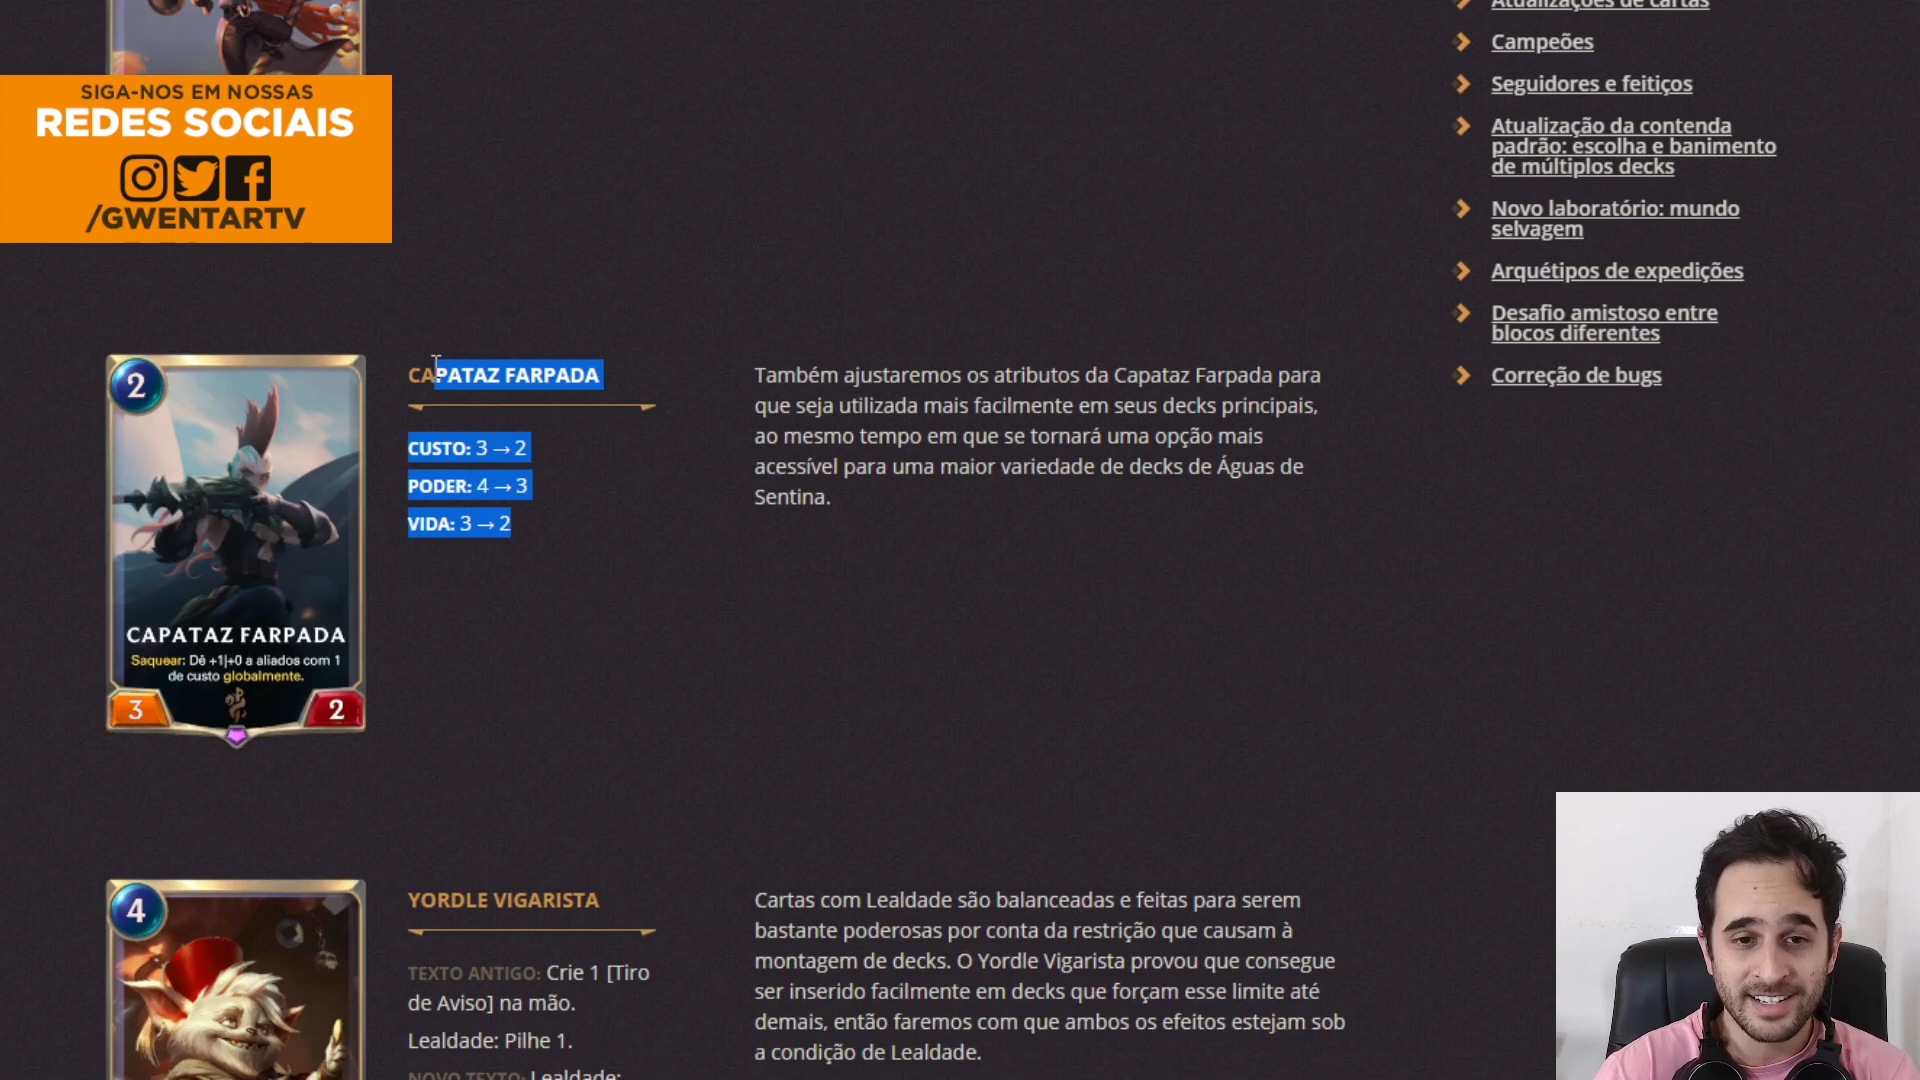 SIGA-NOS EM NOSSAS
REDES SOCIAIS
/GWENTARTV
2
CAPATAZ FARPADA
Saquear: Dê +1|+0 a aliados com 1
de custo globalmente.
3
2
CAPATAZ FARPADA
CUSTO: 3 → 2
PODER: 4 → 3
VIDA: 3 → 2
Também ajustaremos os atributos da Capataz Farpada para
que seja utilizada mais facilmente em seus decks principais,
ao mesmo tempo em que se tornará uma opção mais
acessível para uma maior variedade de decks de Águas de
Sentina.
4
YORDLE VIGARISTA
TEXTO ANTIGO: Crie 1 [Tiro
de Aviso] na mão.
Lealdade: Pilhe 1.
NOVO TEXTO: Lealdade:
Cartas com Lealdade são balanceadas e feitas para serem
bastante poderosas por conta da restrição que causam à
montagem de decks. O Yordle Vigarista provou que consegue
ser inserido facilmente em decks que forçam esse limite até
demais, então faremos com que ambos os efeitos estejam sob
a condição de Lealdade.
Atualizações de cartas
Campeões
Seguidores e feitiços
Atualização da contenda
padrão: escolha e banimento
de múltiplos decks
Novo laboratório: mundo
selvagem
Arquétipos de expedições
Desafio amistoso entre
blocos diferentes
Correção de bugs